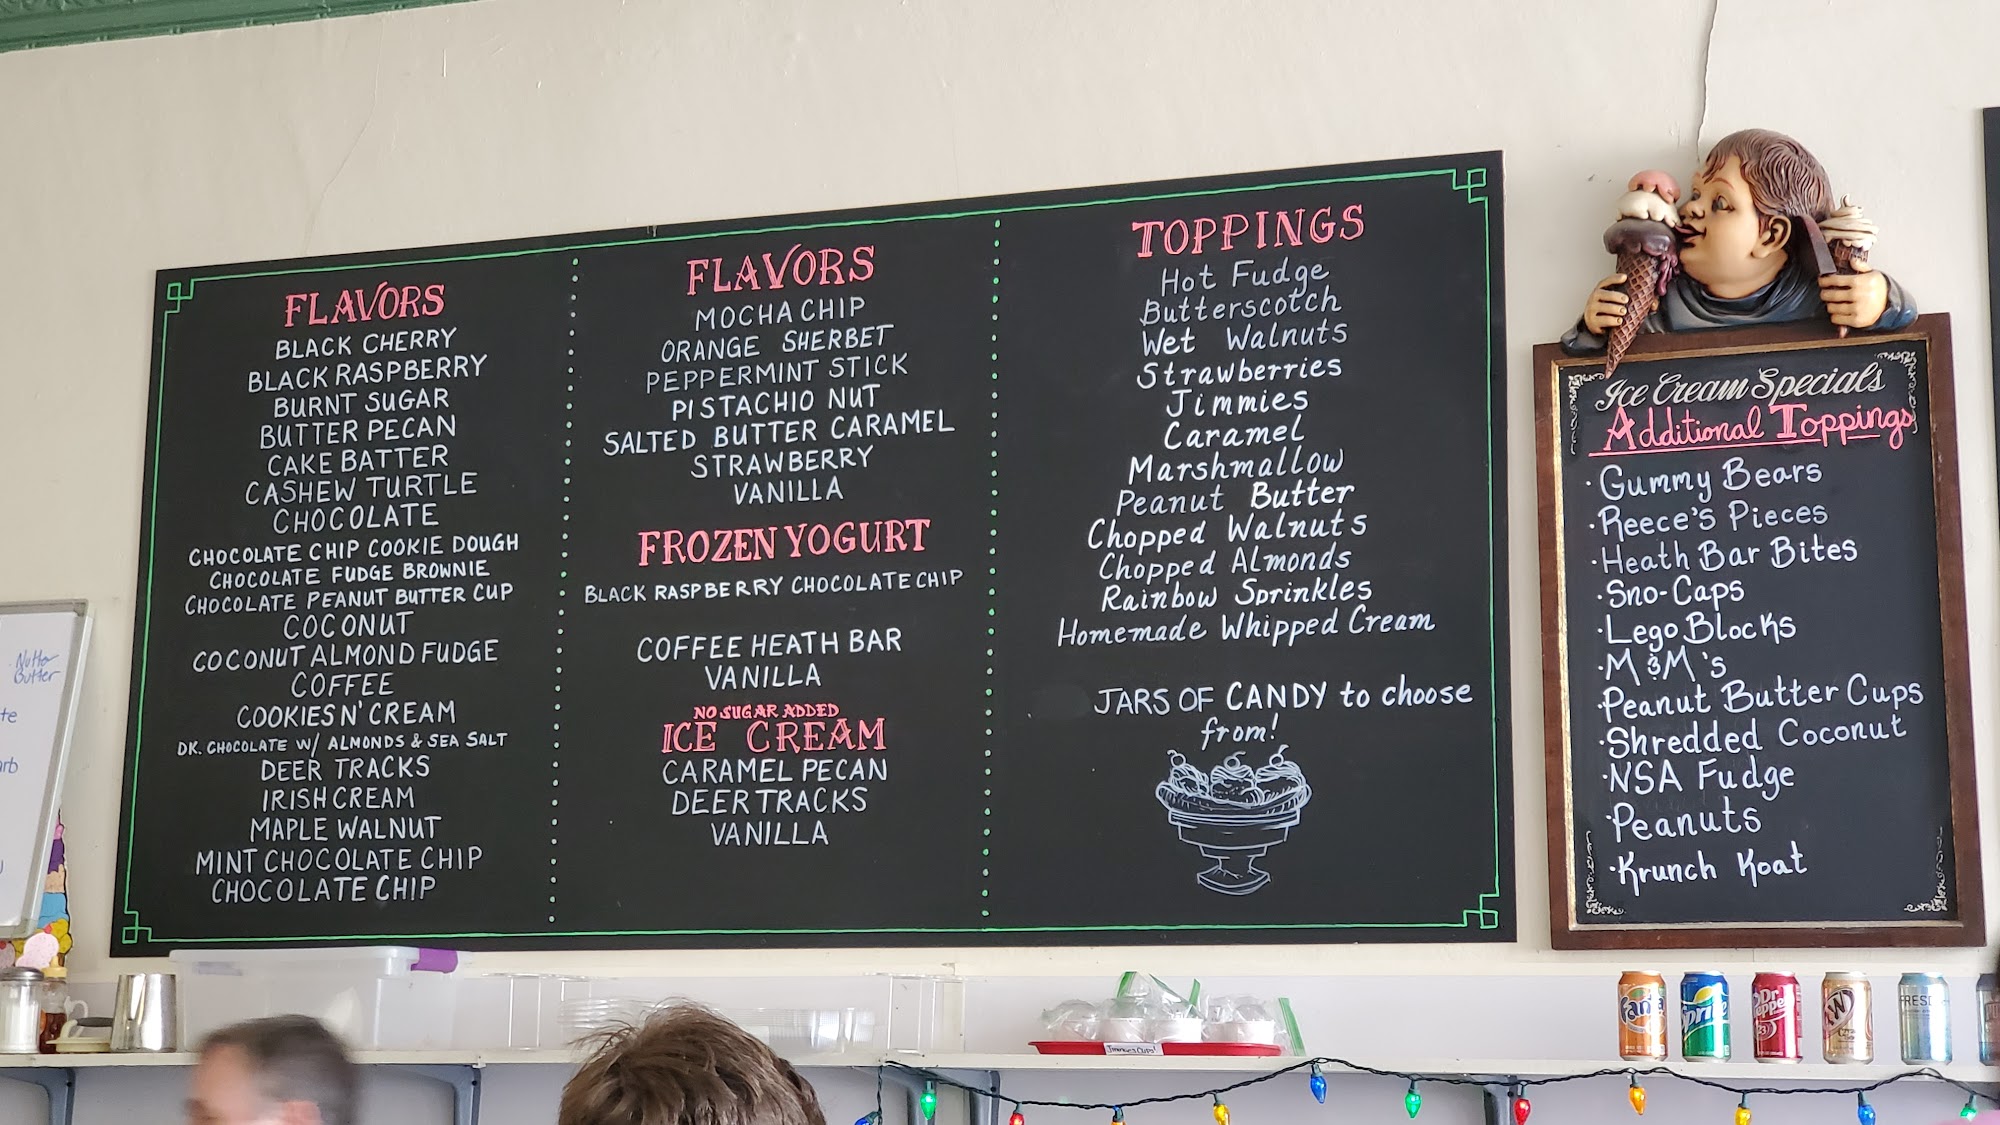 FLAVORS
BLACK CHERRY
BLACK RASPBERRY
BURNT SUGAR
BUTTER PECAN
CAKE BATTER
CASHEW TURTLE
CHOCOLATE
CHOCOLATE CHIP COOKIE DOUGH
CHOCOLATE FUDGE BROWNIE
CHOCOLATE PEANUT BUTTER CUP
COCONUT
COCONUT ALMOND FUDGE
COFFEE
COOKIES N' CREAM
DK. CHOCOLATE W/ ALMONDS & SEA SALT
DEER TRACKS
IRISH CREAM
MAPLE WALNUT
MINT CHOCOLATE CHIP
CHOCOLATE CHIP
FLAVORS
MOCHA CHIP
ORANGE SHERBET
PEPPERMINT STICK
PISTACHIO NUT
SALTED BUTTER CARAMEL
STRAWBERRY
VANILLA
FROZEN YOGURT
BLACK RASPBERRY CHOCOLATE CHIP
COFFEE HEATH BAR
VANILLA
NO SUGAR ADDED
ICE CREAM
CARAMEL PECAN
DEER TRACKS
VANILLA
TOPPINGS
Hot Fudge
Butterscotch
Wet Walnuts
Strawberries
Jimmies
Caramel
Marshmallow
Peanut Butter
Chopped Walnuts
Chopped Almonds
Rainbow Sprinkles
Homemade Whipped Cream
JARS OF CANDY to choose
from!
Ice Cream Specials
Additional Toppings
·Gummy Bears
·Reece's Pieces
·Heath Bar Bites
·Sno-Caps
·Lego Blocks
·M&M's
·Peanut Butter Cups
·Shredded Coconut
·NSA Fudge
·Peanuts
·Krunch Koat
Nutter
Butter
Fanta
Sprite
Dr Pepper
23
A&W